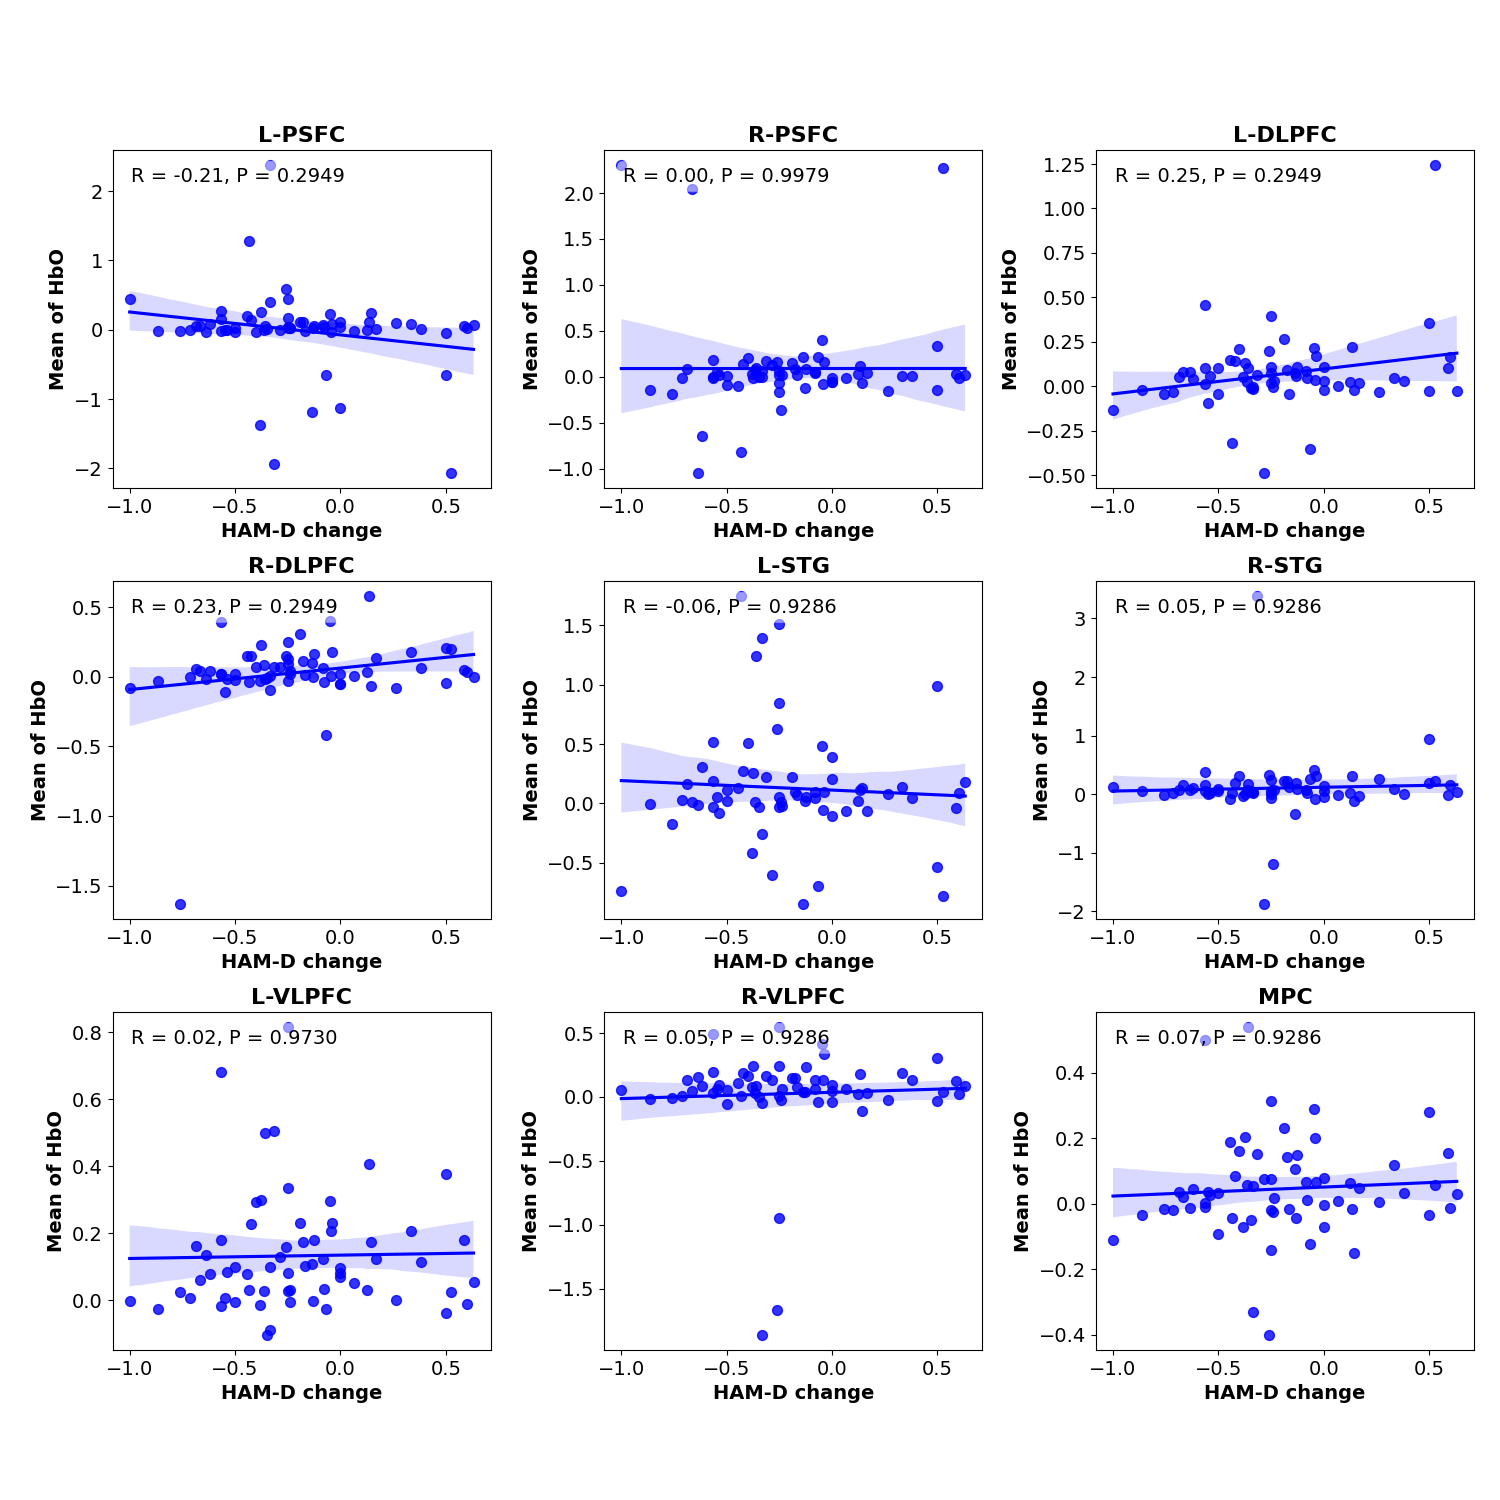 L-PSFC
R = -0.21, P = 0.2949
Mean of HbO
2
1
0
−1
−2
−1.0 −0.5 0.0 0.5
HAM-D change
R-PSFC
R = 0.00, P = 0.9979
Mean of HbO
2.0
1.5
1.0
0.5
0.0
−0.5
−1.0
−1.0 −0.5 0.0 0.5
HAM-D change
L-DLPFC
R = 0.25, P = 0.2949
Mean of HbO
1.25
1.00
0.75
0.50
0.25
0.00
−0.25
−0.50
−1.0 −0.5 0.0 0.5
HAM-D change
R-DLPFC
R = 0.23, P = 0.2949
Mean of HbO
0.5
0.0
−0.5
−1.0
−1.5
−1.0 −0.5 0.0 0.5
HAM-D change
L-STG
R = -0.06, P = 0.9286
Mean of HbO
1.5
1.0
0.5
0.0
−0.5
−1.0 −0.5 0.0 0.5
HAM-D change
R-STG
R = 0.05, P = 0.9286
Mean of HbO
3
2
1
0
−1
−2
−1.0 −0.5 0.0 0.5
HAM-D change
L-VLPFC
R = 0.02, P = 0.9730
Mean of HbO
0.8
0.6
0.4
0.2
0.0
−1.0 −0.5 0.0 0.5
HAM-D change
R-VLPFC
R = 0.05, P = 0.9286
Mean of HbO
0.5
0.0
−0.5
−1.0
−1.5
−1.0 −0.5 0.0 0.5
HAM-D change
MPC
R = 0.07, P = 0.9286
Mean of HbO
0.4
0.2
0.0
−0.2
−0.4
−1.0 −0.5 0.0 0.5
HAM-D change